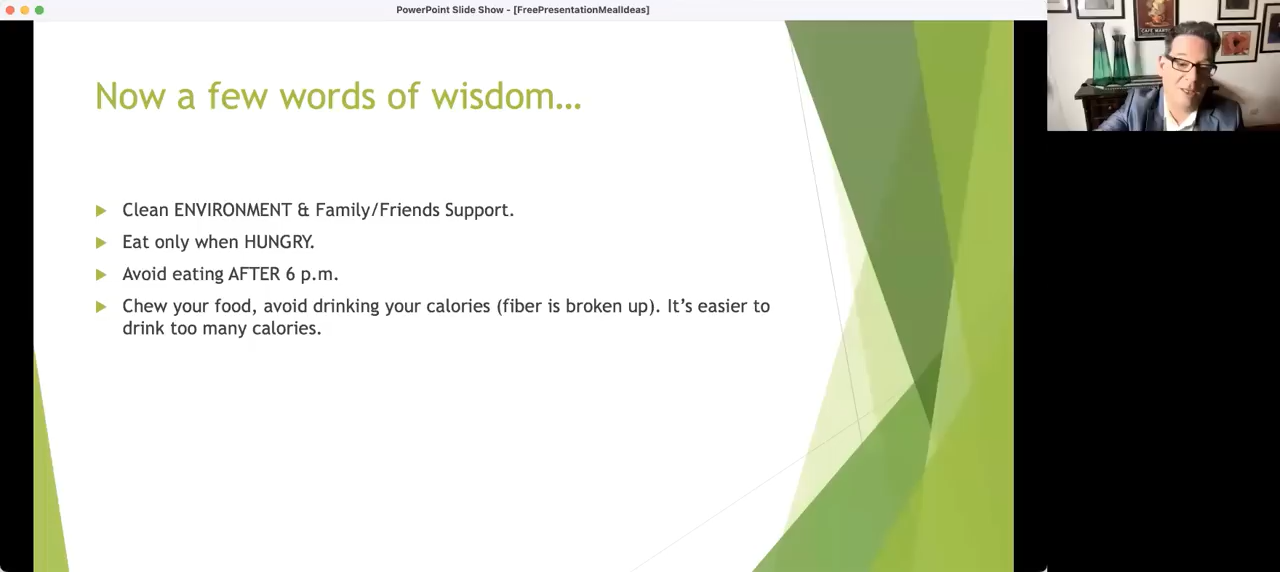 PowerPoint Slide Show - [FreePresentationMealIdeas]
Now a few words of wisdom…
Clean ENVIRONMENT & Family/Friends Support.
Eat only when HUNGRY.
Avoid eating AFTER 6 p.m.
Chew your food, avoid drinking your calories (fiber is broken up). It’s easier to
drink too many calories.